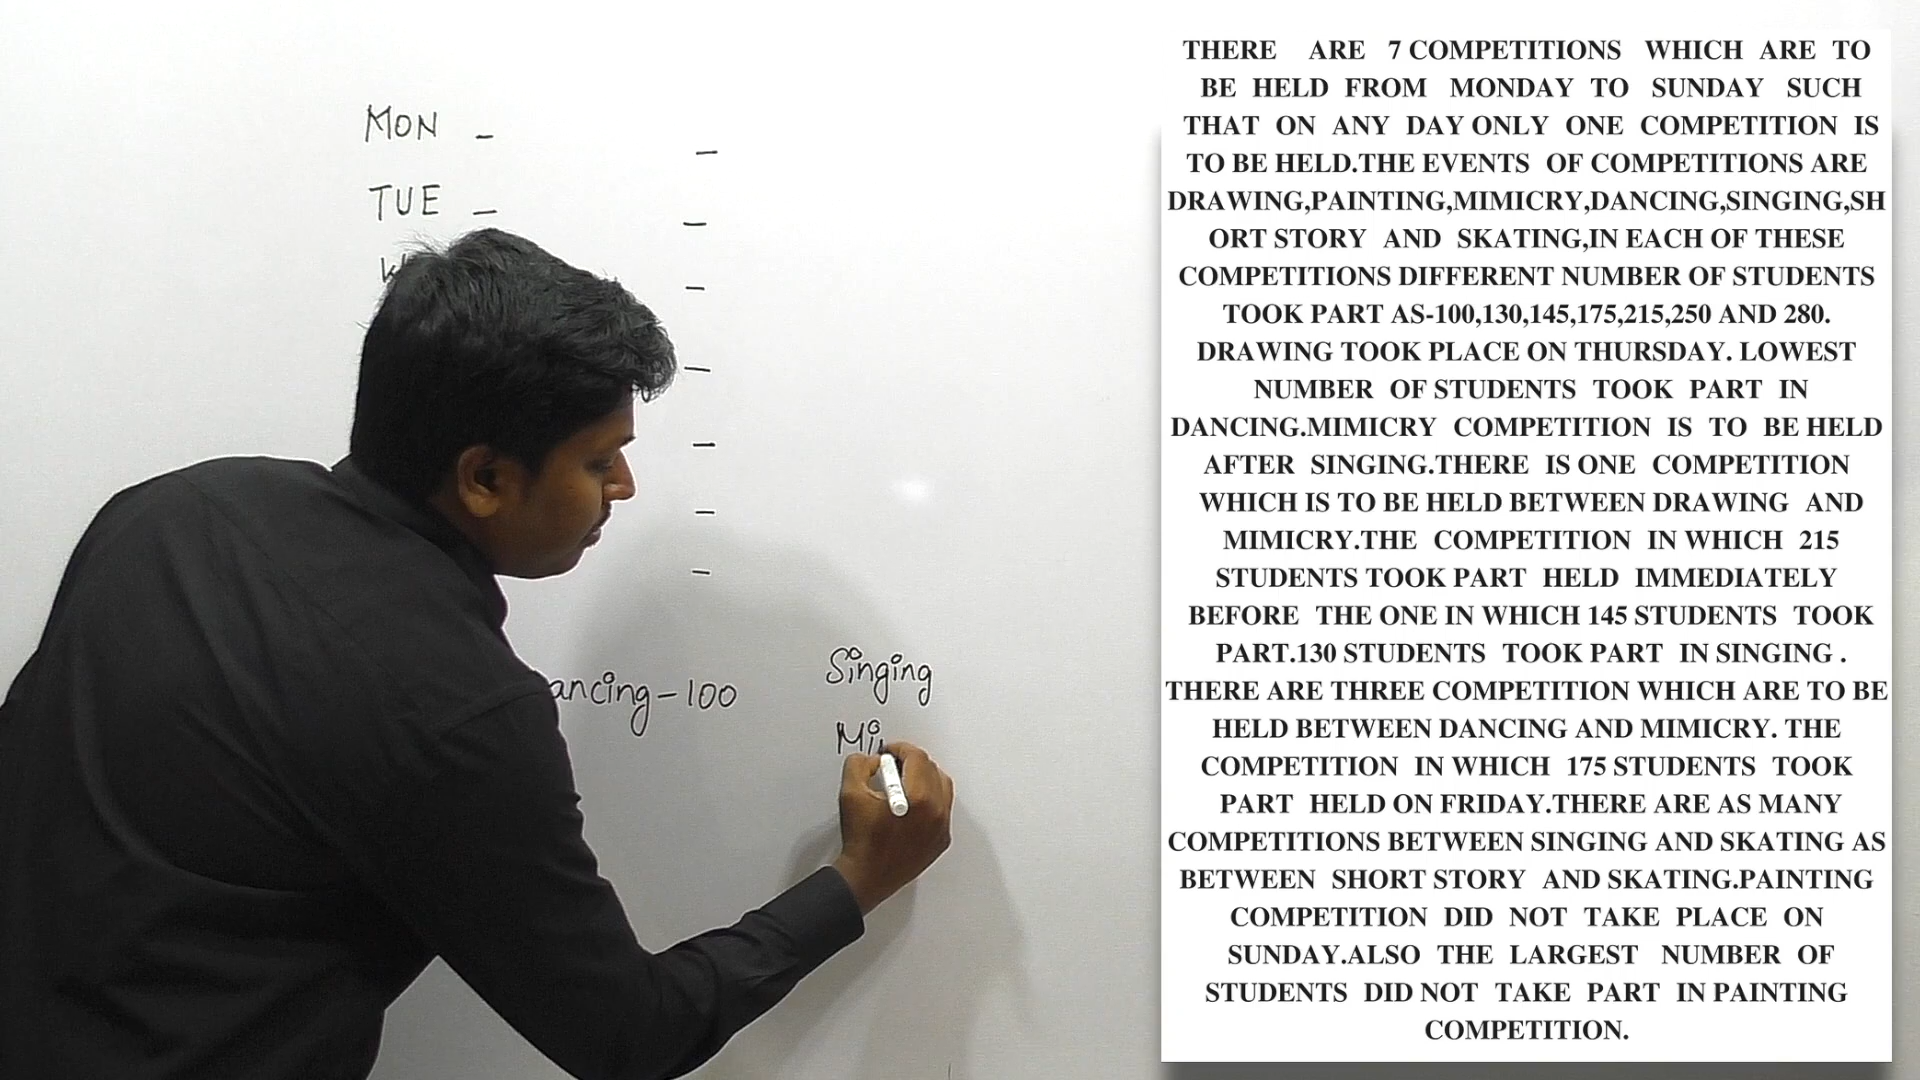 MON -
TUE -
ancing-100
Singing
Mi
THERE ARE 7 COMPETITIONS WHICH ARE TO
BE HELD FROM MONDAY TO SUNDAY SUCH
THAT ON ANY DAY ONLY ONE COMPETITION IS
TO BE HELD.THE EVENTS OF COMPETITIONS ARE
DRAWING,PAINTING,MIMICRY,DANCING,SINGING,SH
ORT STORY AND SKATING,IN EACH OF THESE
COMPETITIONS DIFFERENT NUMBER OF STUDENTS
TOOK PART AS-100,130,145,175,215,250 AND 280.
DRAWING TOOK PLACE ON THURSDAY. LOWEST
NUMBER OF STUDENTS TOOK PART IN
DANCING.MIMICRY COMPETITION IS TO BE HELD
AFTER SINGING.THERE IS ONE COMPETITION
WHICH IS TO BE HELD BETWEEN DRAWING AND
MIMICRY.THE COMPETITION IN WHICH 215
STUDENTS TOOK PART HELD IMMEDIATELY
BEFORE THE ONE IN WHICH 145 STUDENTS TOOK
PART.130 STUDENTS TOOK PART IN SINGING .
THERE ARE THREE COMPETITION WHICH ARE TO BE
HELD BETWEEN DANCING AND MIMICRY. THE
COMPETITION IN WHICH 175 STUDENTS TOOK
PART HELD ON FRIDAY.THERE ARE AS MANY
COMPETITIONS BETWEEN SINGING AND SKATING AS
BETWEEN SHORT STORY AND SKATING.PAINTING
COMPETITION DID NOT TAKE PLACE ON
SUNDAY.ALSO THE LARGEST NUMBER OF
STUDENTS DID NOT TAKE PART IN PAINTING
COMPETITION.